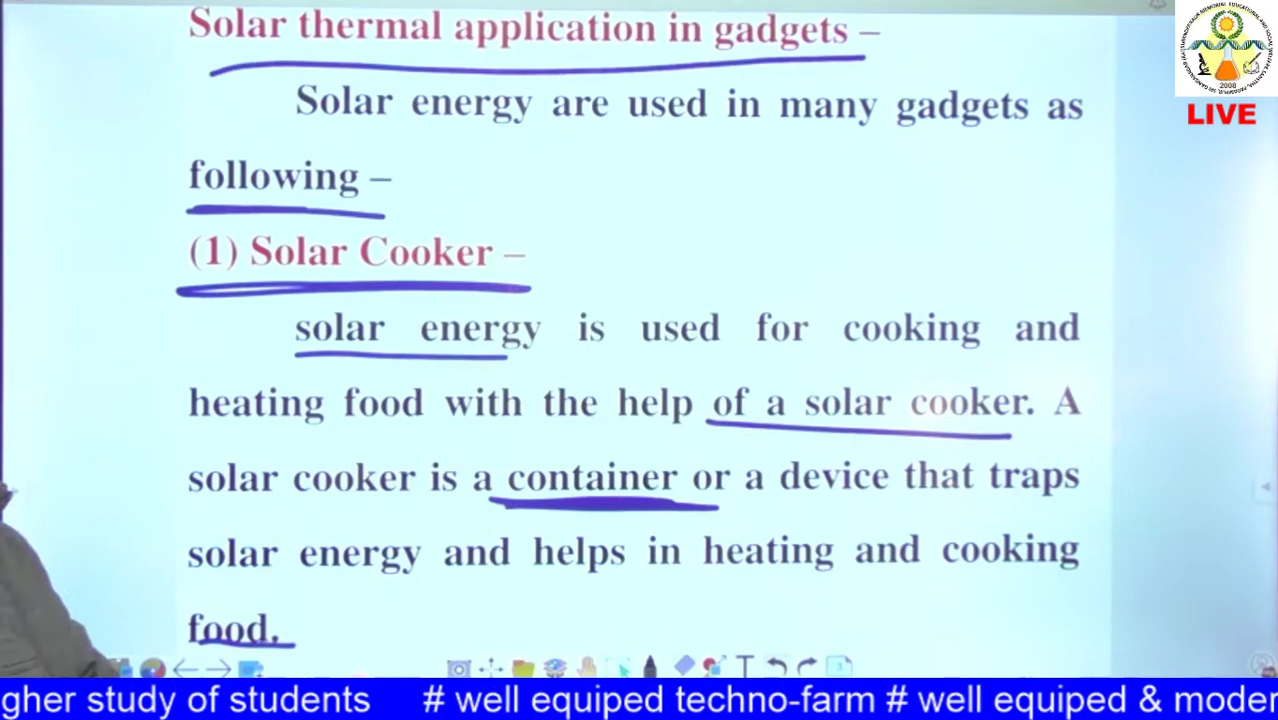 Solar thermal application in gadgets –
Solar energy are used in many gadgets as
following –
(1) Solar Cooker –
solar energy is used for cooking and
heating food with the help of a solar cooker. A
solar cooker is a container or a device that traps
solar energy and helps in heating and cooking
food.
2008
LIVE
gher study of students # well equiped techno-farm # well equiped & moder